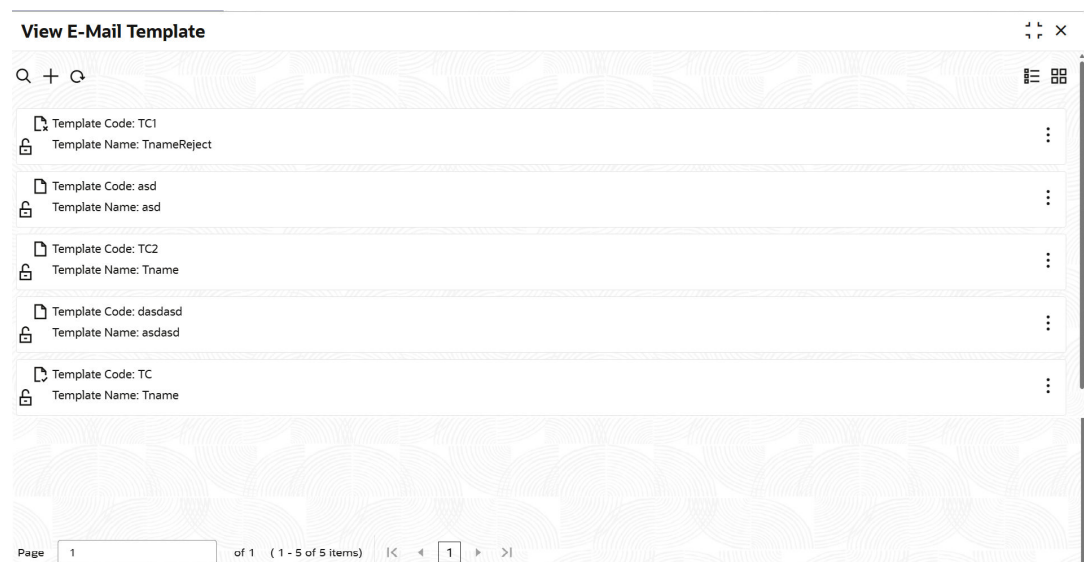 View E-Mail Template
Template Code: TC1
Template Name: TnameReject
Template Code: asd
Template Name: asd
Template Code: TC2
Template Name: Tname
Template Code: dasdasd
Template Name: asdasd
Template Code: TC
Template Name: Tname
Page 1 of 1 ( 1 - 5 of 5 items) 1